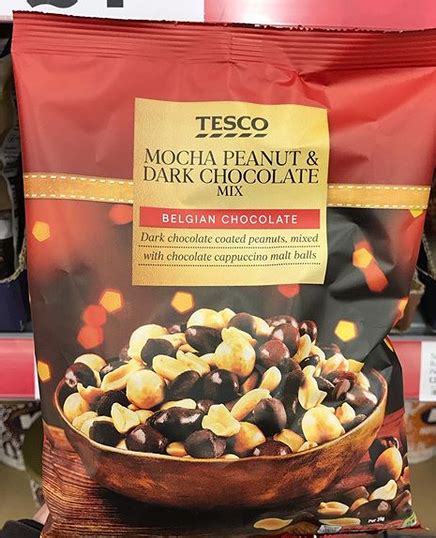 TESCO
MOCHA PEANUT &
DARK CHOCOLATE
MIX
BELGIAN CHOCOLATE
Dark chocolate coated peanuts, mixed
with chocolate cappuccino malt balls